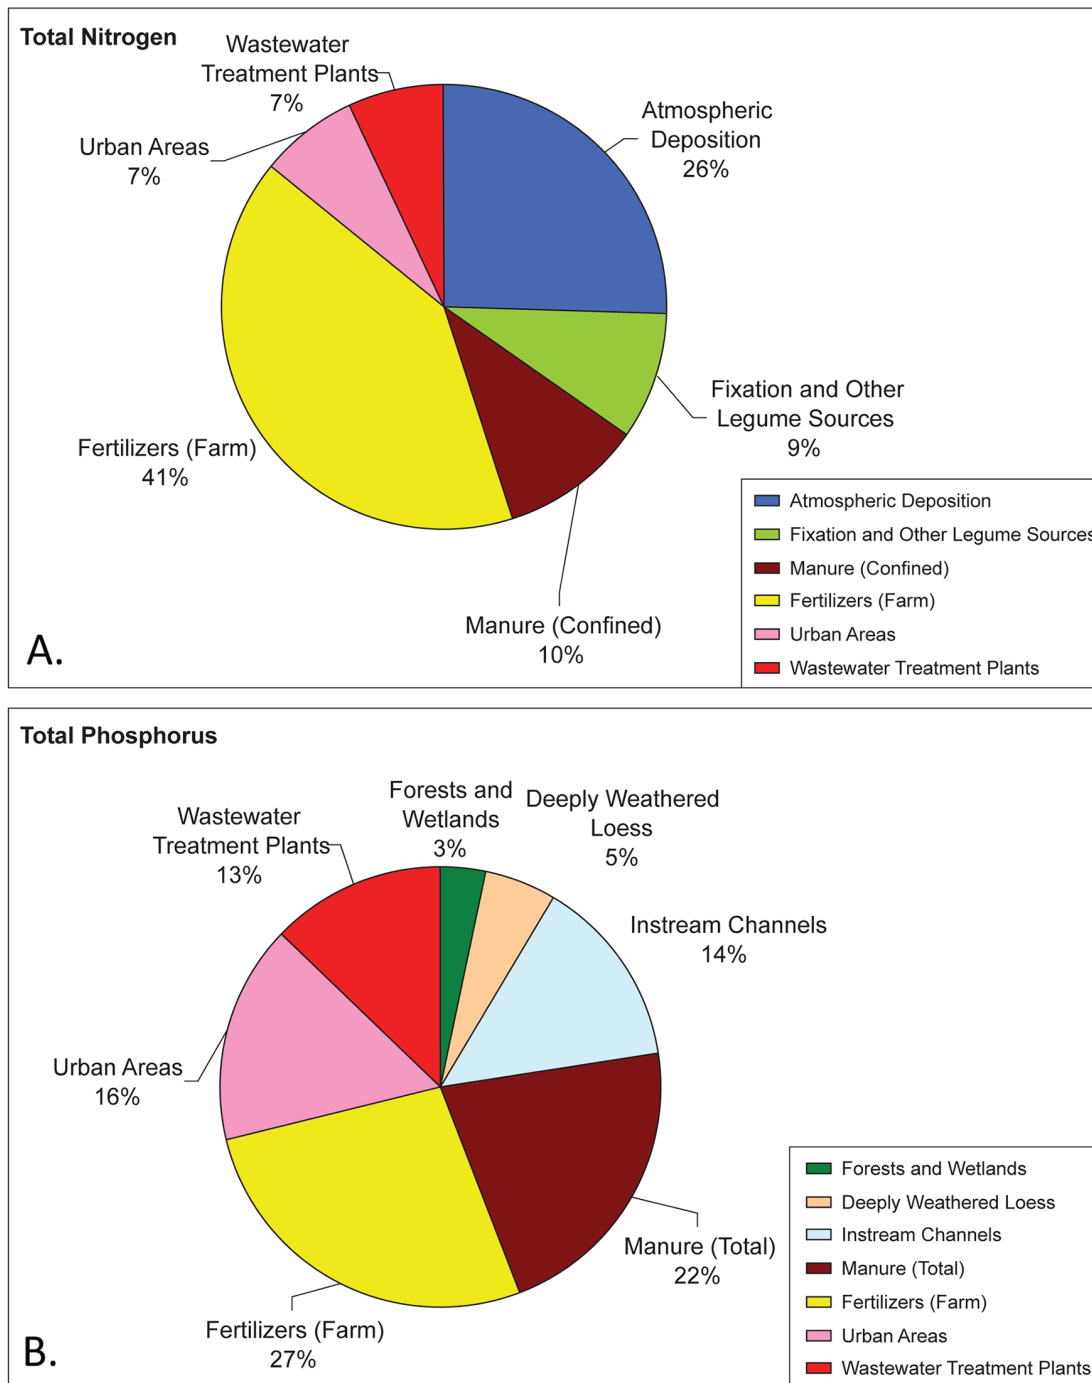 Total Nitrogen
Wastewater
Treatment Plants
7%
Atmospheric
Deposition
26%
Urban Areas
7%
Fixation and Other
Legume Sources
9%
Fertilizers (Farm)
41%
Manure (Confined)
10%
Atmospheric Deposition
Fixation and Other Legume Sources
Manure (Confined)
Fertilizers (Farm)
Urban Areas
Wastewater Treatment Plants
A.
Total Phosphorus
Forests and
Wetlands
3%
Deeply Weathered
Loess
5%
Wastewater
Treatment Plants
13%
Instream Channels
14%
Urban Areas
16%
Manure (Total)
22%
Fertilizers (Farm)
27%
Forests and Wetlands
Deeply Weathered Loess
Instream Channels
Manure (Total)
Fertilizers (Farm)
Urban Areas
Wastewater Treatment Plants
B.